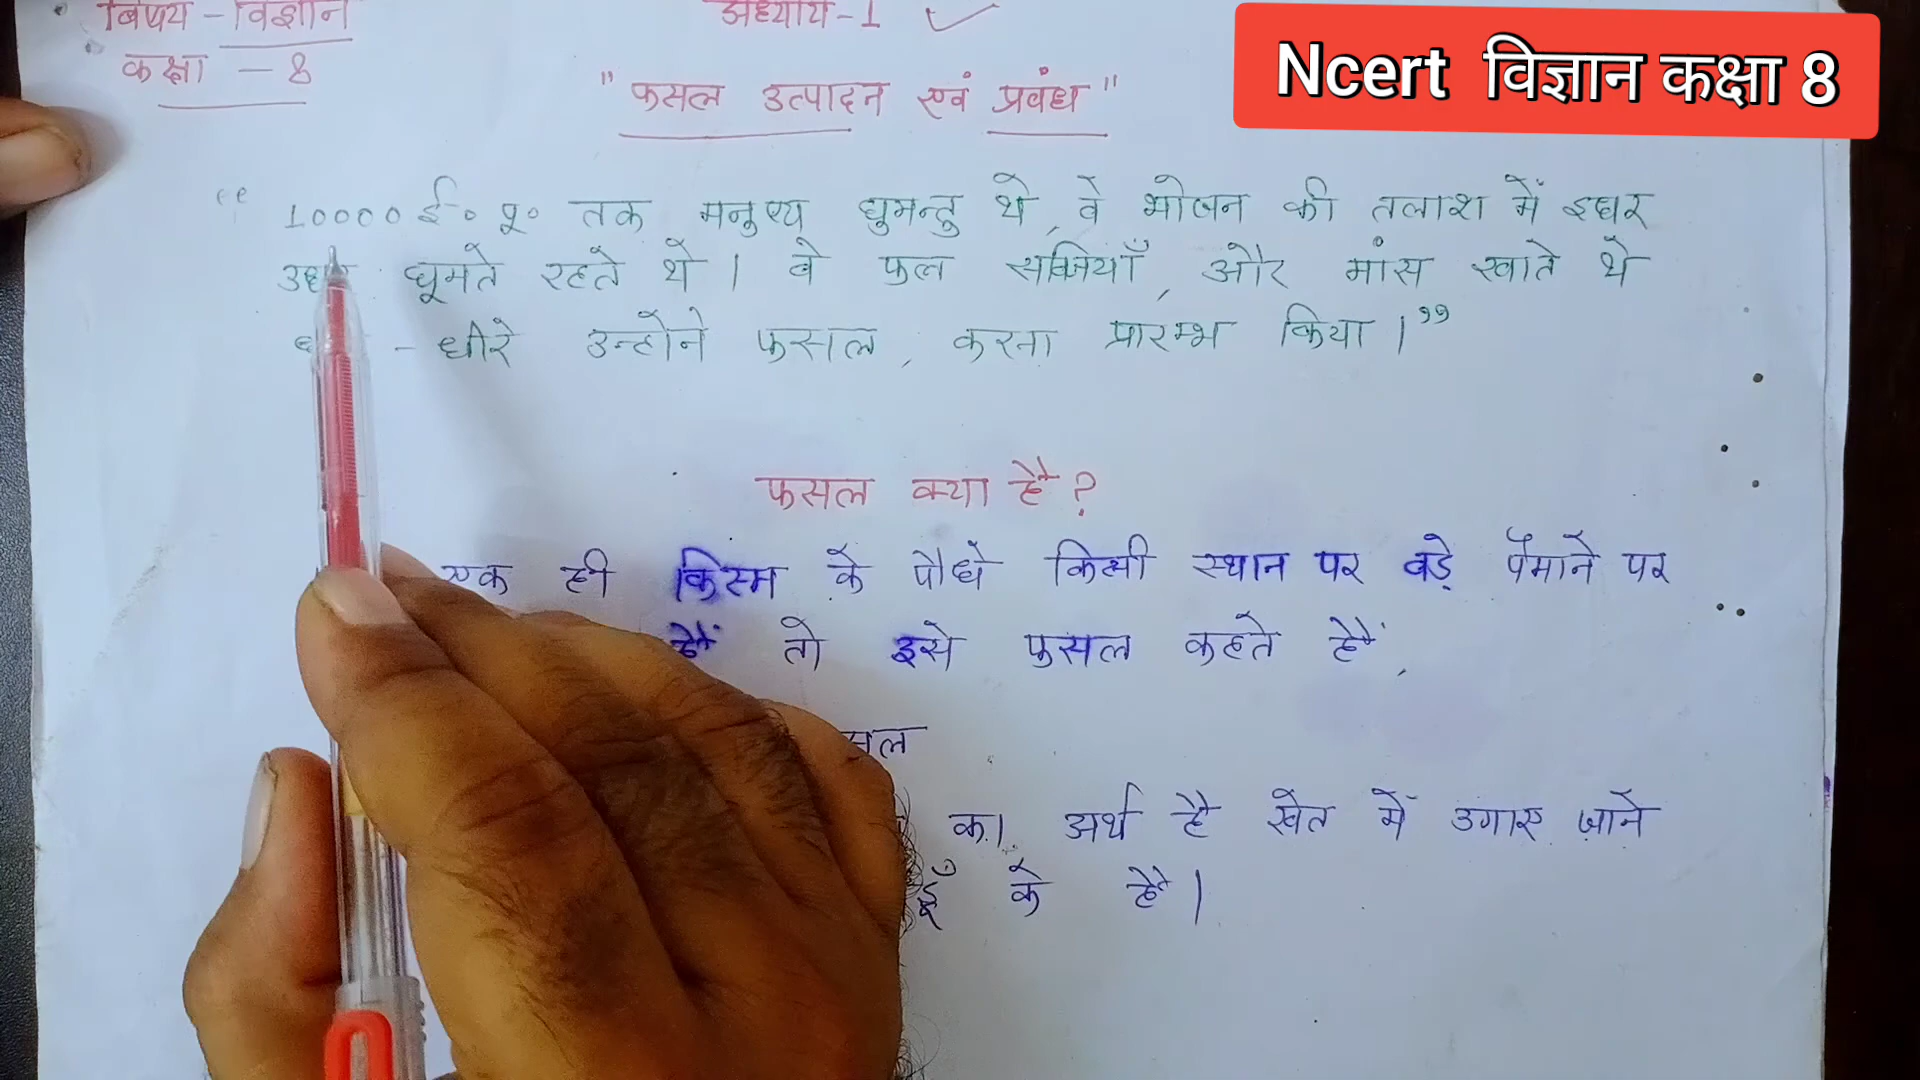 विषय - विज्ञान
अध्याय-1
Ncert विज्ञान कक्षा 8
कक्षा - 8
" फसल उत्पादन एवं प्रबंध "
" 10000 ई० पू० तक मनुष्य घुमन्तु थे, वे भोजन की तलाश में इधर
घूमते रहते थे । वे फल सब्जियाँ, और मांस खाते थे
- धीरे उन्होंने फसल, करना प्रारम्भ किया ।"
फसल क्या है ?
एक ही किस्म के पौधे किसी स्थान पर बड़े पैमाने पर
हैं तो इसे फसल कहते हैं,
का अर्थ है खेत में उगाए जाने
के है ।